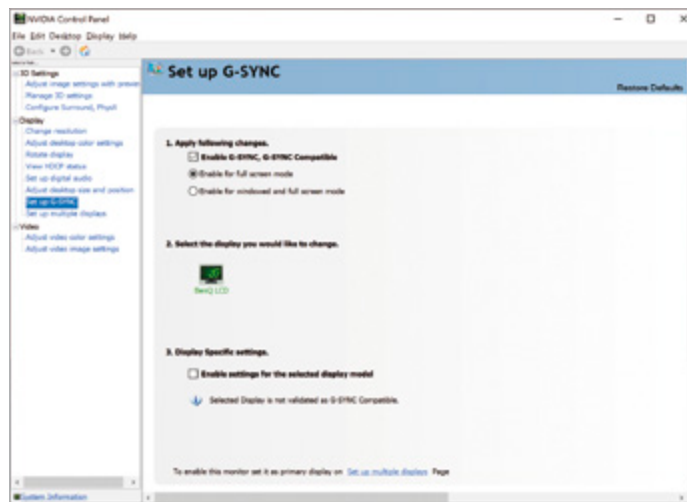 NVIDIA Control Panel
File Edit Desktop Display Help
Back
3D Settings
Adjust image settings with preview
Manage 3D settings
Configure Surround, PhysX
Display
Change resolution
Adjust desktop color settings
Rotate display
View HDCP status
Set up digital audio
Adjust desktop size and position
Set up G-SYNC
Set up multiple displays
Video
Adjust video color settings
Adjust video image settings
System Information
Set up G-SYNC
Restore Defaults
1. Apply following changes.
Enable G-SYNC, G-SYNC Compatible
Enable for full screen mode
Enable for windowed and full screen mode
2. Select the display you would like to change.
BenQ LCD
3. Display Specific settings.
Enable settings for the selected display model
Selected Display is not validated as G-SYNC Compatible.
To enable this monitor set it as primary display on Set up multiple displays Page